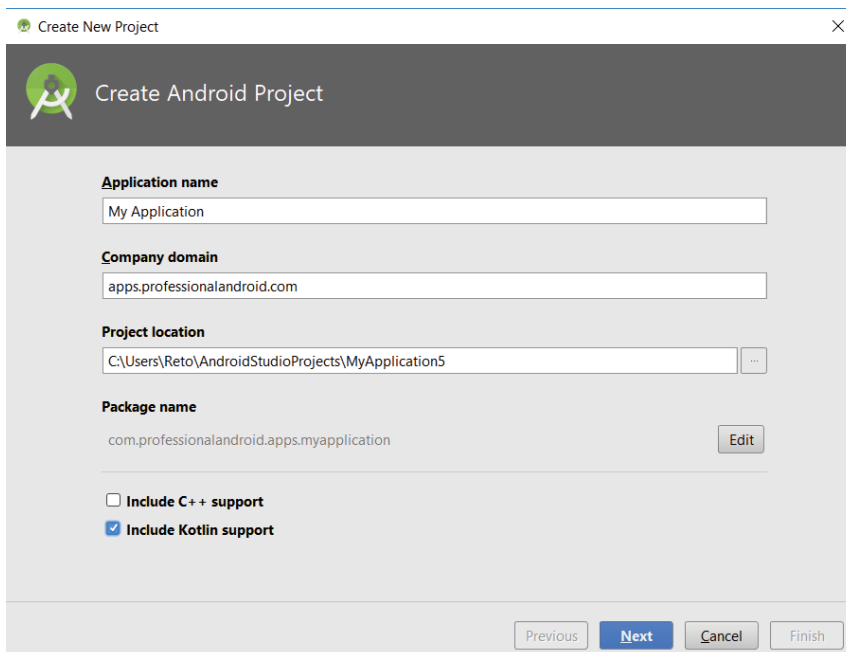 Create New Project
Create Android Project
Application name
My Application
Company domain
apps.professionalandroid.com
Project location
C:\Users\Reto\AndroidStudioProjects\MyApplication5
...
Package name
com.professionalandroid.apps.myapplication
Edit
Include C++ support
Include Kotlin support
Previous Next Cancel Finish